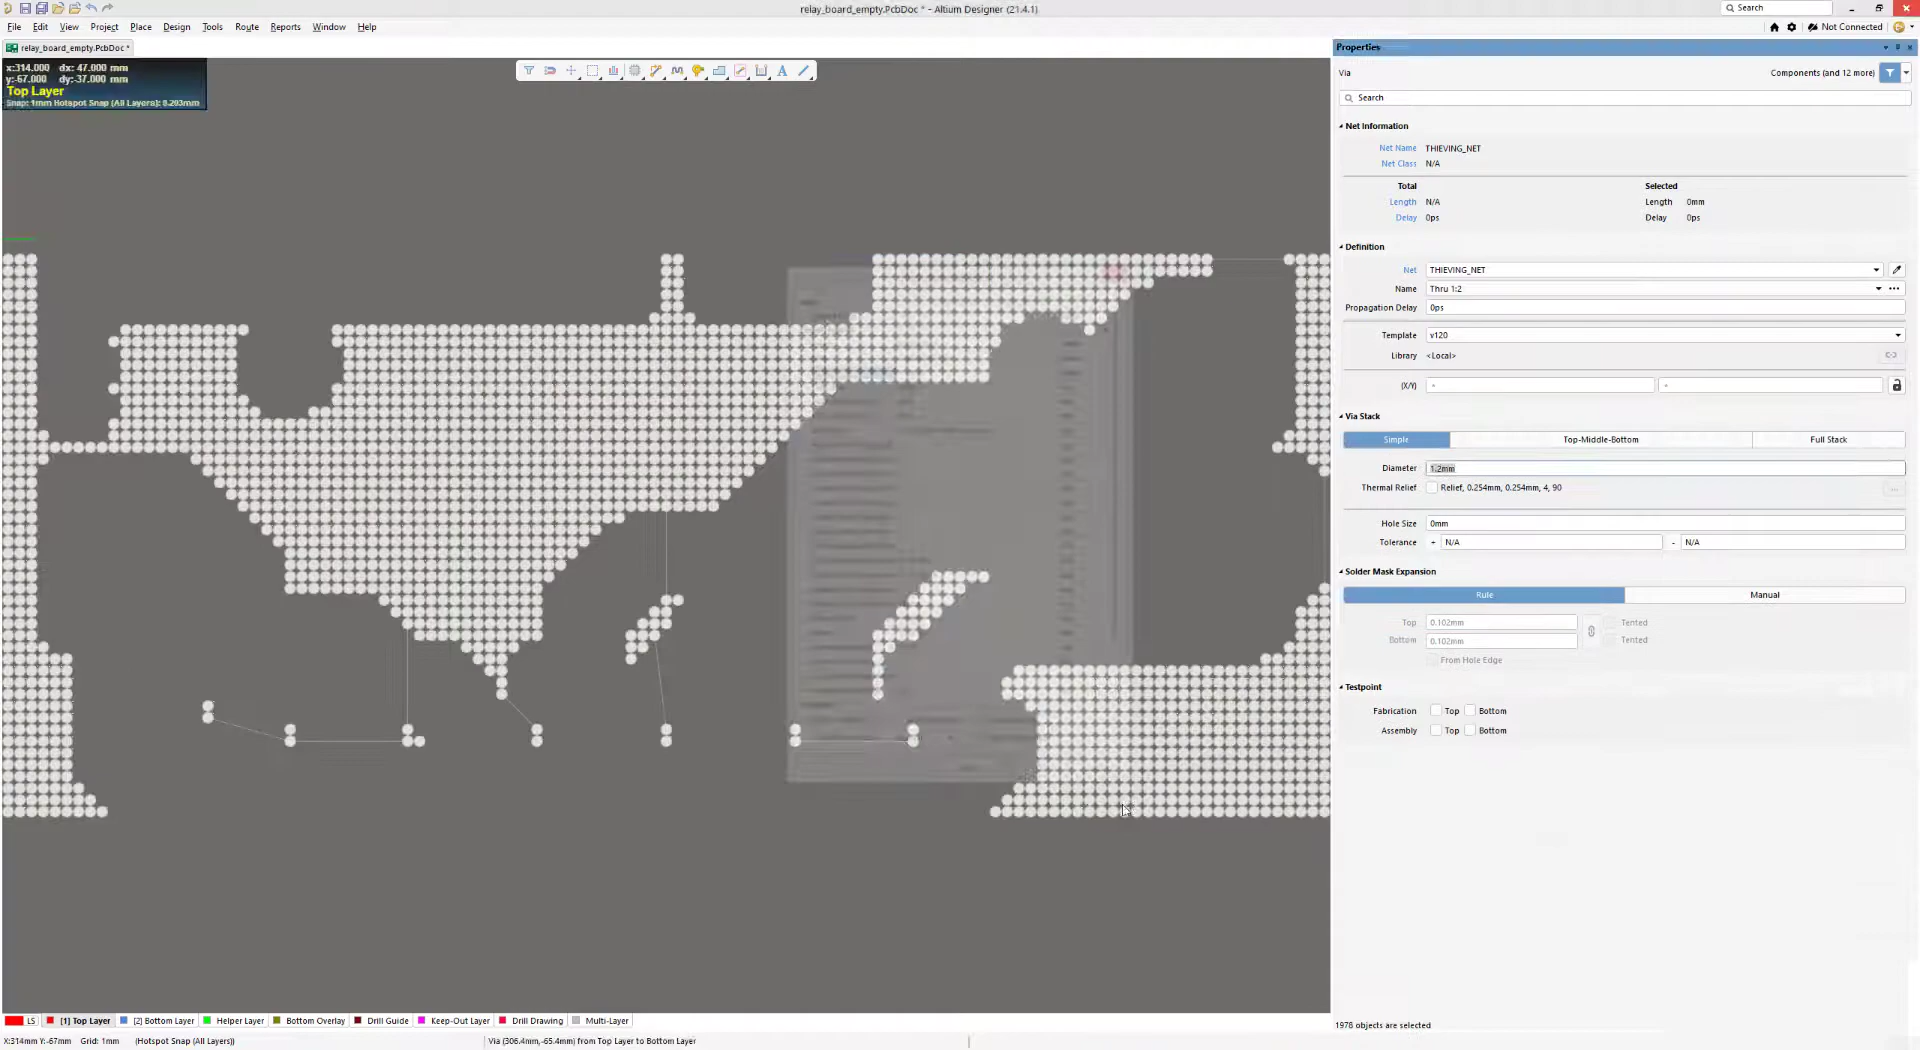 relay_board_empty.PcbDoc * - Altium Designer (21.4.1)
Search
File Edit View Project Place Design Tools Route Reports Window Help
Not Connected
relay_board_empty.PcbDoc *
x:314.000 dx: 47.000 mm
y:-67.000 dy:-37.000 mm
Top Layer
Snap: 1mm Hotspot Snap (All Layers): 8.203mm
Properties
Via
Components (and 12 more)
Search
Net Information
Net Name THIEVING_NET
Net Class N/A
Total Selected
Length N/A Length 0mm
Delay 0ps Delay 0ps
Definition
Net THIEVING_NET
Name Thru 1:2
Propagation Delay 0ps
Template v120
Library <Local>
(X/Y) - -
Via Stack
Simple Top-Middle-Bottom Full Stack
Diameter 1.2mm
Thermal Relief Relief, 0.254mm, 0.254mm, 4, 90
Hole Size 0mm
Tolerance + N/A - N/A
Solder Mask Expansion
Rule Manual
Top 0.102mm Tented
Bottom 0.102mm Tented
From Hole Edge
Testpoint
Fabrication Top Bottom
Assembly Top Bottom
1978 objects are selected
LS [1] Top Layer [2] Bottom Layer Helper Layer Bottom Overlay Drill Guide Keep-Out Layer Drill Drawing Multi-Layer
X:314mm Y:-67mm Grid: 1mm (Hotspot Snap (All Layers)) Via (306.4mm,-65.4mm) from Top Layer to Bottom Layer